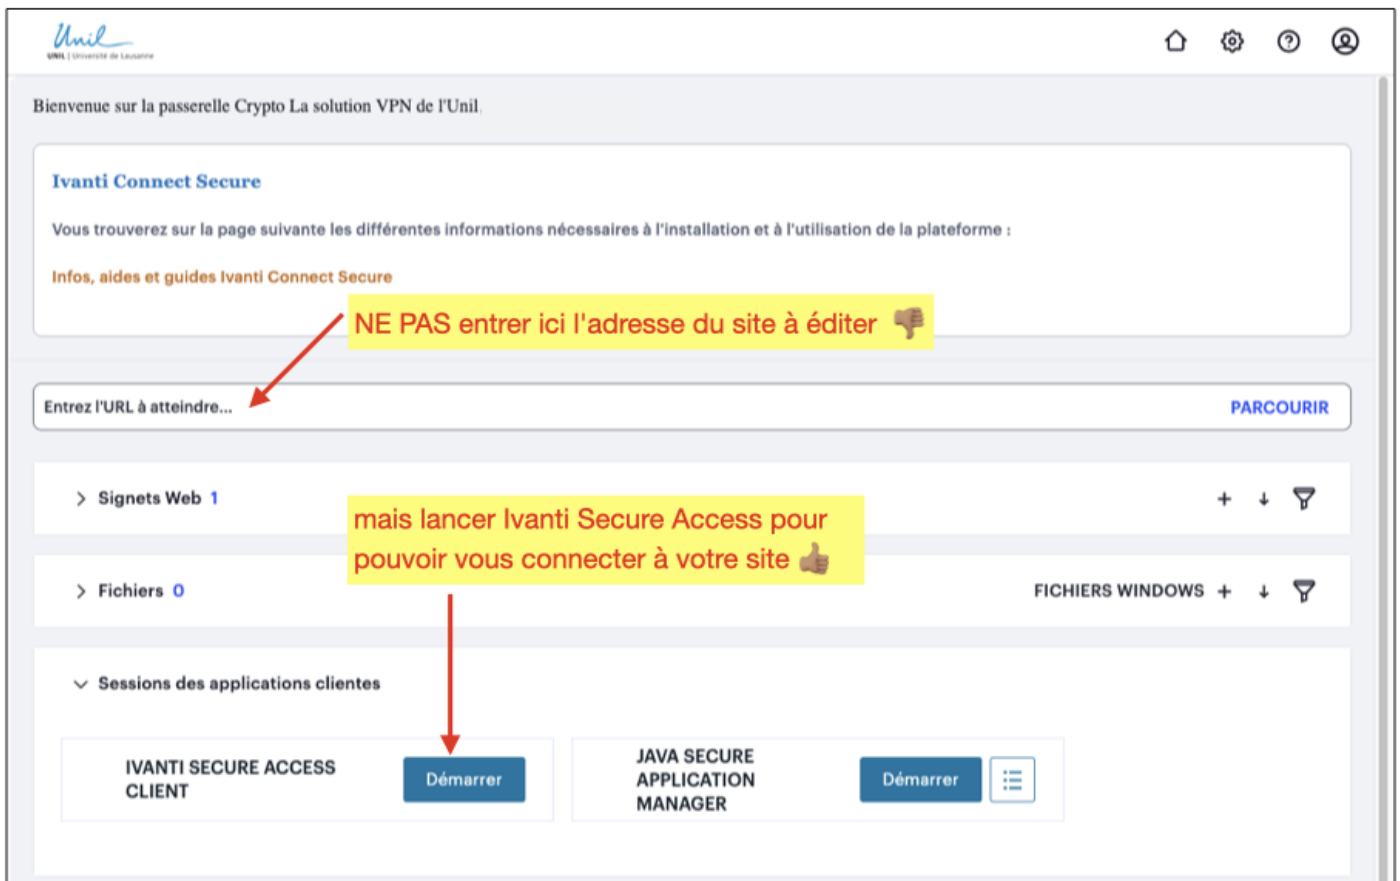 Unil
UNIL | Université de Lausanne
Bienvenue sur la passerelle Crypto La solution VPN de l'Unil.
Ivanti Connect Secure
Vous trouverez sur la page suivante les différentes informations nécessaires à l'installation et à l'utilisation de la plateforme :
Infos, aides et guides Ivanti Connect Secure
NE PAS entrer ici l'adresse du site à éditer 👎🏽
Entrez l'URL à atteindre...
PARCOURIR
Signets Web 1
mais lancer Ivanti Secure Access pour
pouvoir vous connecter à votre site 👍🏽
Fichiers 0
FICHIERS WINDOWS
Sessions des applications clientes
IVANTI SECURE ACCESS
CLIENT
Démarrer
JAVA SECURE
APPLICATION
MANAGER
Démarrer